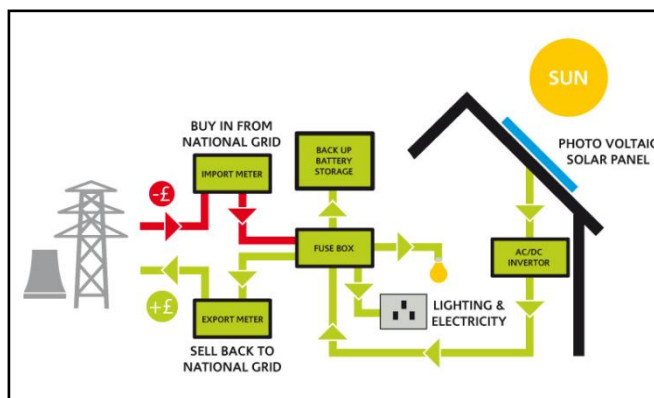 SUN
BUY IN FROM
NATIONAL GRID
PHOTO VOLTAIC
SOLAR PANEL
BACK UP
BATTERY
STORAGE
IMPORT METER
-£
FUSE BOX
AC/DC
INVERTOR
+£
EXPORT METER
LIGHTING &
ELECTRICITY
SELL BACK TO
NATIONAL GRID